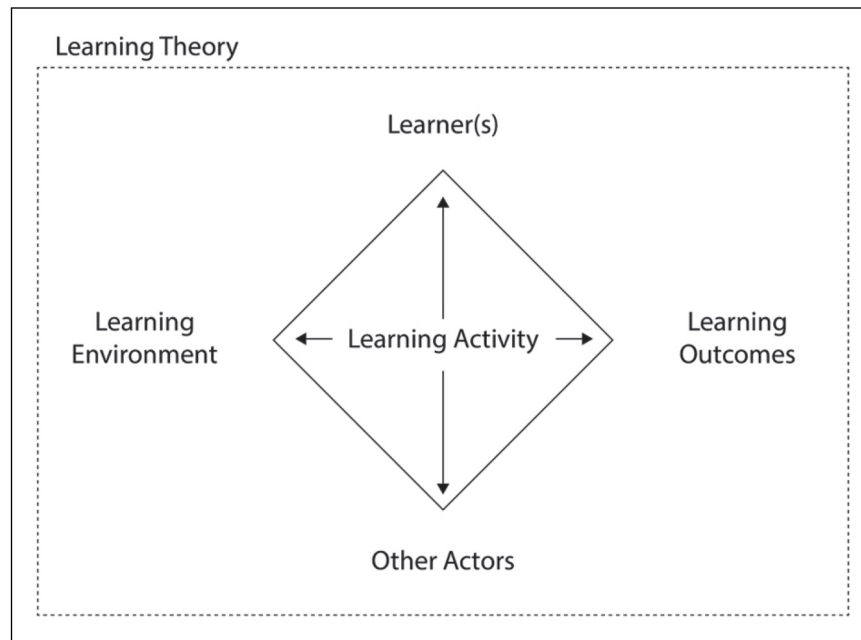 Learning Theory
Learner(s)
Learning
Environment
Learning Activity
Learning
Outcomes
Other Actors